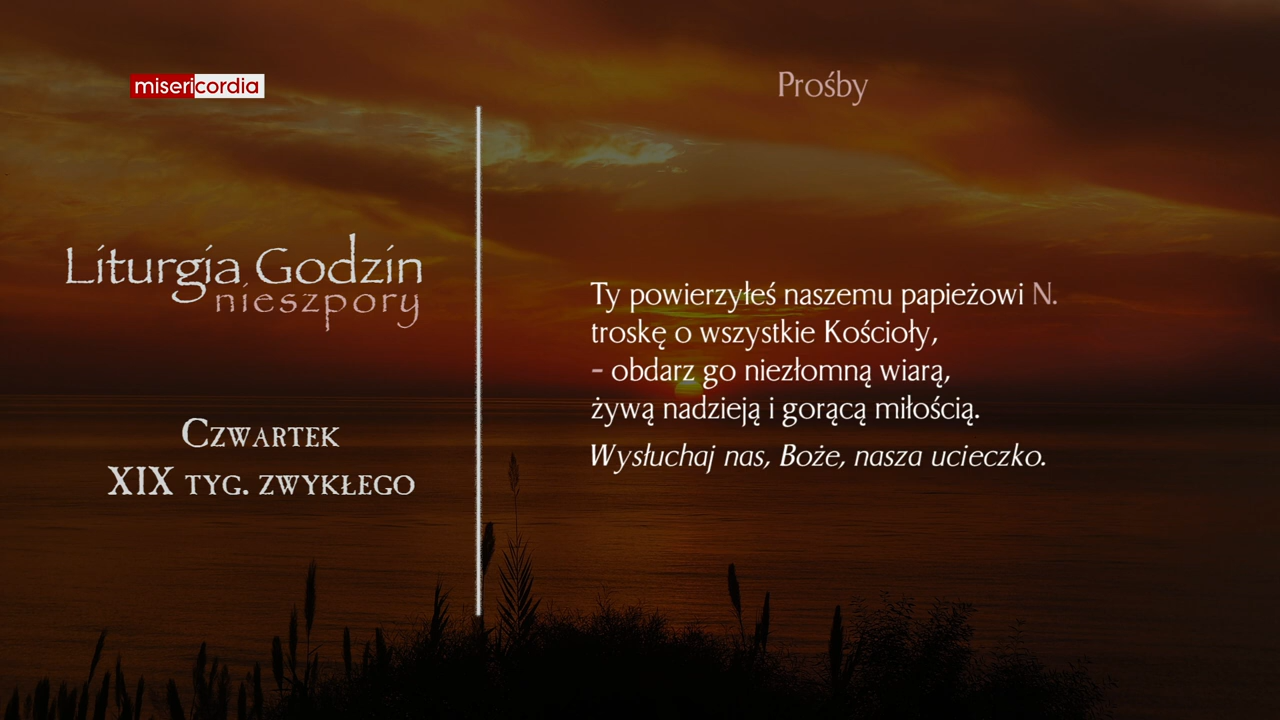 misericordia
Liturgia Godzin
nieszpory
Czwartek
XIX tyg. zwykłego
Prośby
Ty powierzyłeś naszemu papieżowi N.
troskę o wszystkie Kościoły,
- obdarz go niezłomną wiarą,
żywą nadzieją i gorącą miłością.
Wysłuchaj nas, Boże, nasza ucieczko.